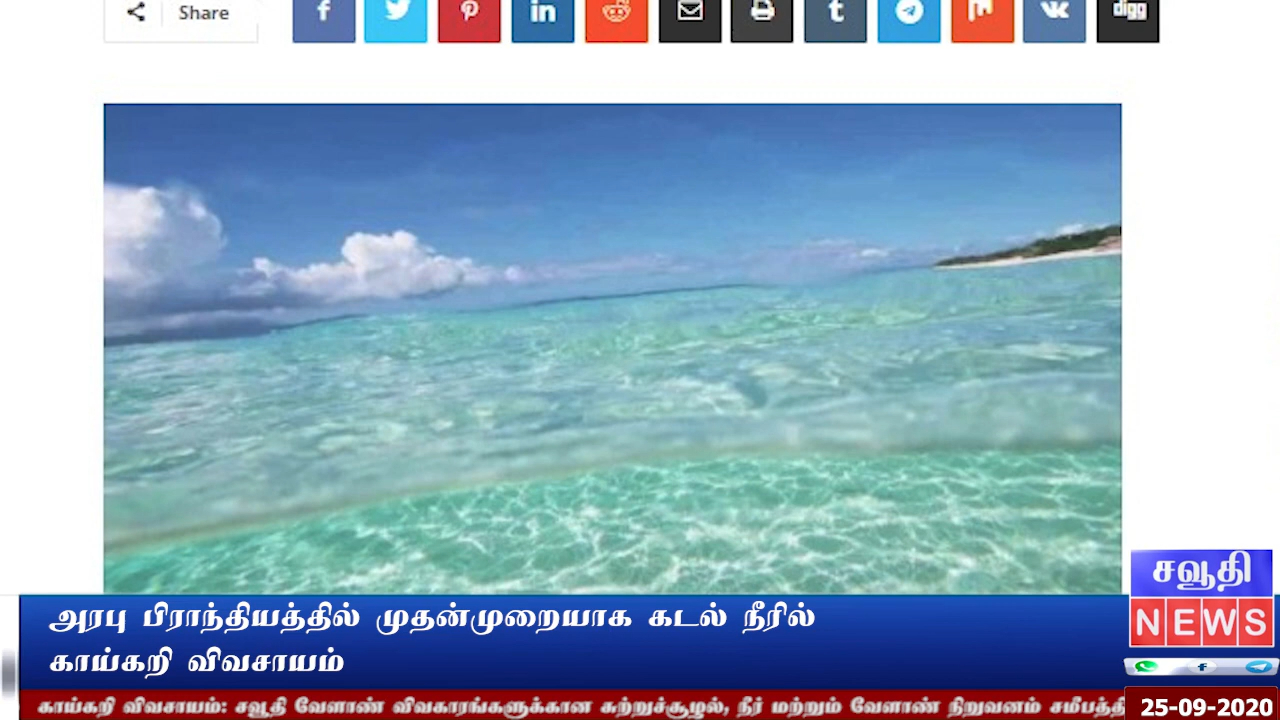 Share
சவூதி
NEWS
அரபு பிராந்தியத்தில் முதன்முறையாக கடல் நீரில்
காய்கறி விவசாயம்
காய்கறி விவசாயம்: சவூதி வேளாண் விவகாரங்களுக்கான சுற்றுச்சூழல், நீர் மற்றும் வேளாண் நிறுவனம் சமீபத்தி
25-09-2020